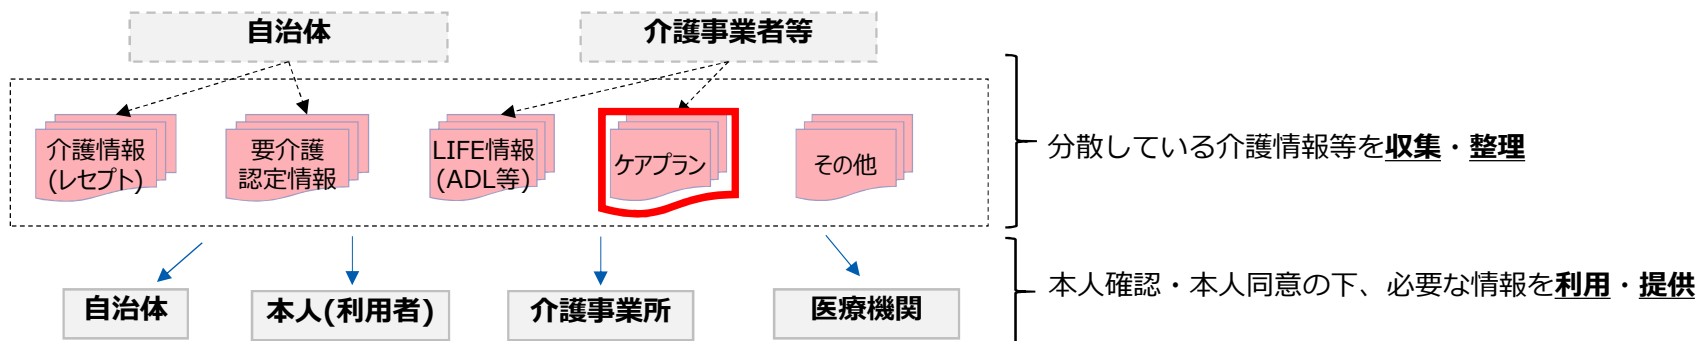 自治体
介護事業者等
介護情報
(レセプト)
要介護
認定情報
LIFE情報
(ADL等)
ケアプラン
その他
分散している介護情報等を収集・整理
自治体
本人(利用者)
介護事業所
医療機関
本人確認・本人同意の下、必要な情報を利用・提供